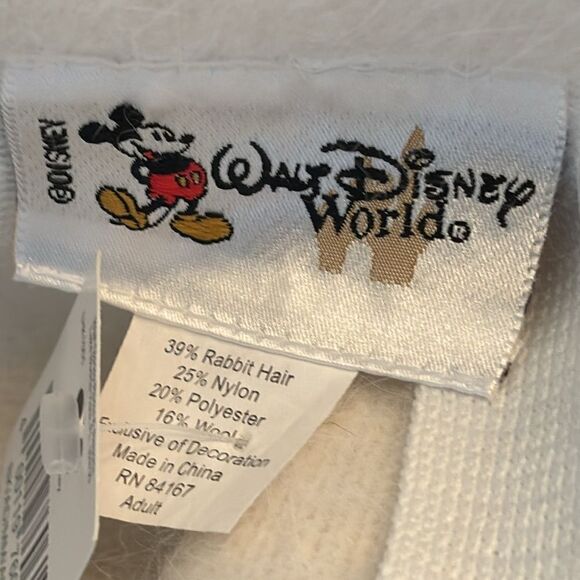 ©DISNEY
Walt Disney
World®
39% Rabbit Hair
25% Nylon
20% Polyester
16% Wool
Exclusive of Decoration
Made in China
RN 84167
Adult